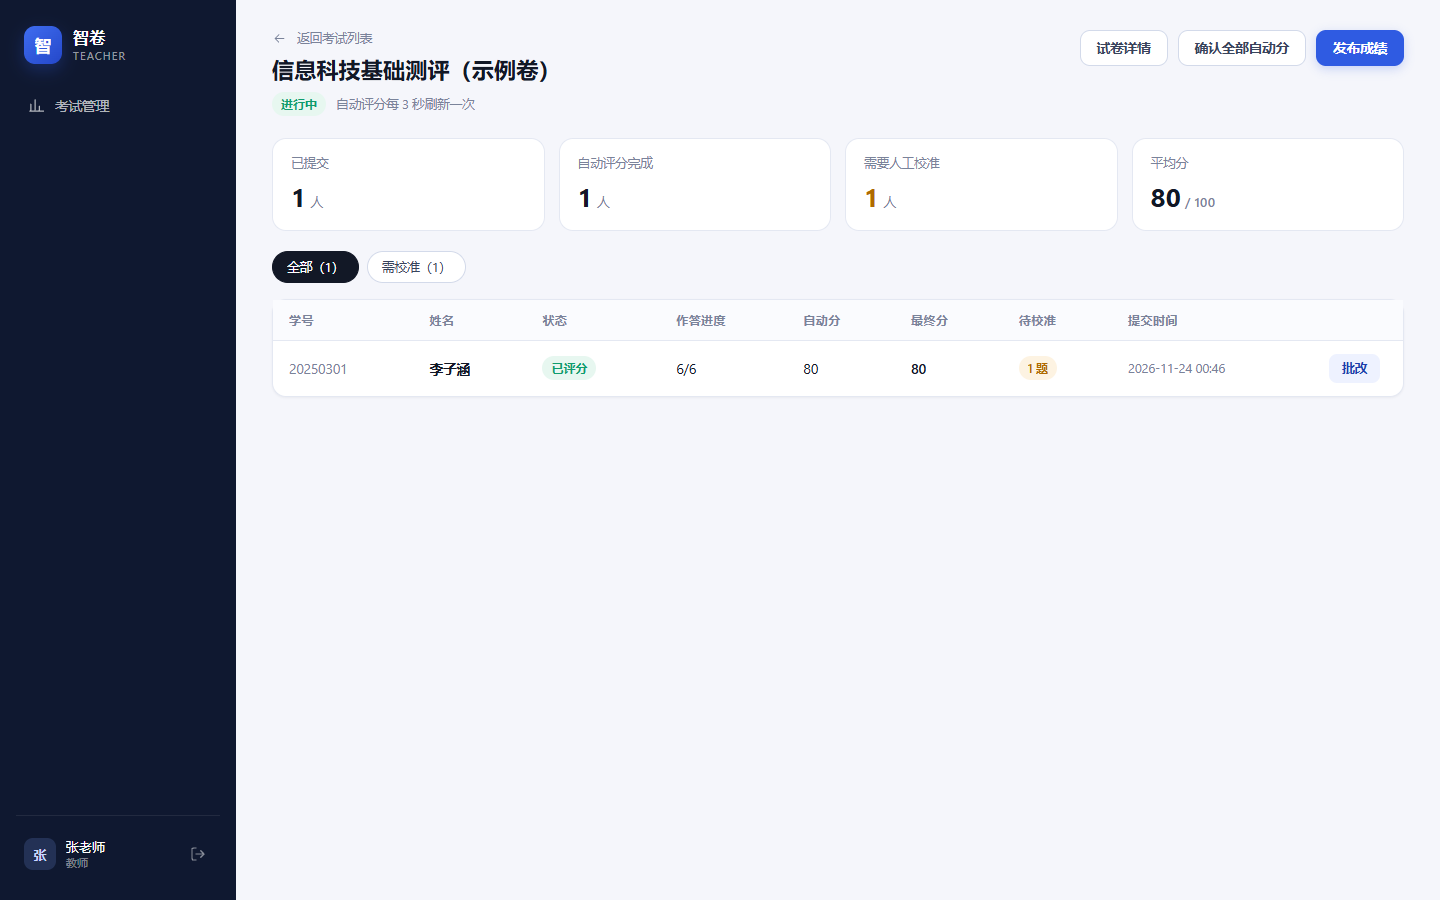 智
智卷
TEACHER
考试管理
← 返回考试列表
信息科技基础测评（示例卷）
进行中 自动评分每 3 秒刷新一次
试卷详情 确认全部自动分 发布成绩
已提交
1 人
自动评分完成
1 人
需要人工校准
1 人
平均分
80 / 100
全部（1） 需校准（1）
学号 姓名 状态 作答进度 自动分 最终分 待校准 提交时间
20250301 李子涵 已评分 6/6 80 80 1 题 2026-11-24 00:46 批改
张
张老师
教师